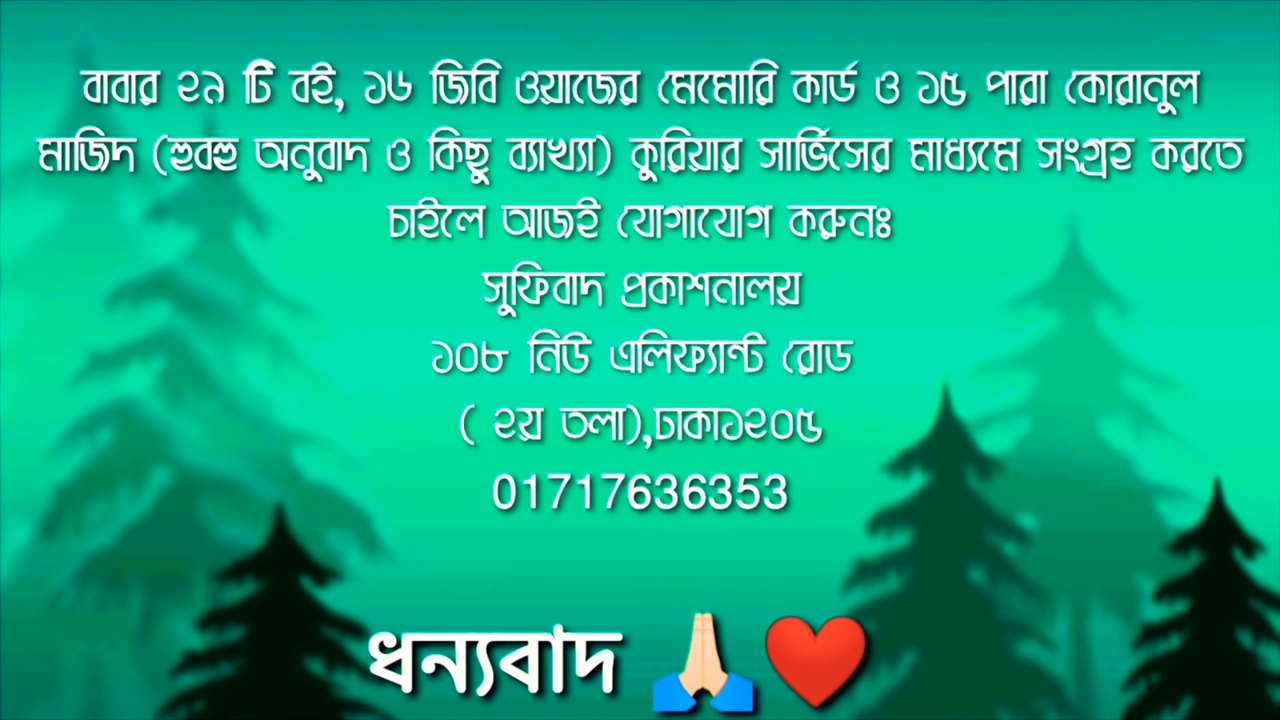 বাবার ২৯ টি বই, ১৬ জিবি ওয়াজের মেমোরি কার্ড ও ১৫ পারা কোরানুল
মাজিদ (হুবহু অনুবাদ ও কিছু ব্যাখ্যা) কুরিয়ার সার্ভিসের মাধ্যমে সংগ্রহ করতে
চাইলে আজই যোগাযোগ করুনঃ
সুফিবাদ প্রকাশনালয়
১০৮ নিউ এলিফ্যান্ট রোড
( ২য় তলা),ঢাকা১২০৫
01717636353
ধন্যবাদ 🙏🏻❤️